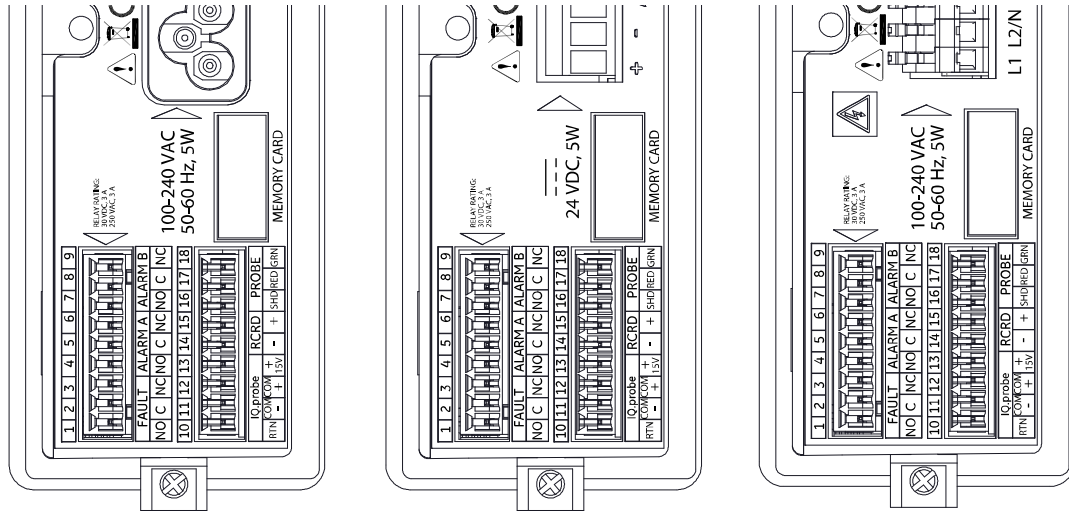 1 2 3 4 5 6 7 8 9
RELAY RATING:
30 VDC, 3 A
250 VAC, 3 A
FAULT ALARM A ALARM B
NO C NC NO C NC NO C NC
100-240 VAC
50-60 Hz, 5W
10 11 12 13 14 15 16 17 18
IQ.probe RCRD PROBE
RTN COM - COM + + 15V - + SHD RED GRN
MEMORY CARD
1 2 3 4 5 6 7 8 9
RELAY RATING:
30 VDC, 3 A
250 VAC, 3 A
FAULT ALARM A ALARM B
NO C NC NO C NC NO C NC
24 VDC, 5W
+ -
10 11 12 13 14 15 16 17 18
IQ.probe RCRD PROBE
RTN COM - COM + + 15V - + SHD RED GRN
MEMORY CARD
1 2 3 4 5 6 7 8 9
RELAY RATING:
30 VDC, 3 A
250 VAC, 3 A
FAULT ALARM A ALARM B
NO C NC NO C NC NO C NC
100-240 VAC
50-60 Hz, 5W
10 11 12 13 14 15 16 17 18
IQ.probe RCRD PROBE
RTN COM - COM + + 15V - + SHD RED GRN
L1 L2/N
MEMORY CARD